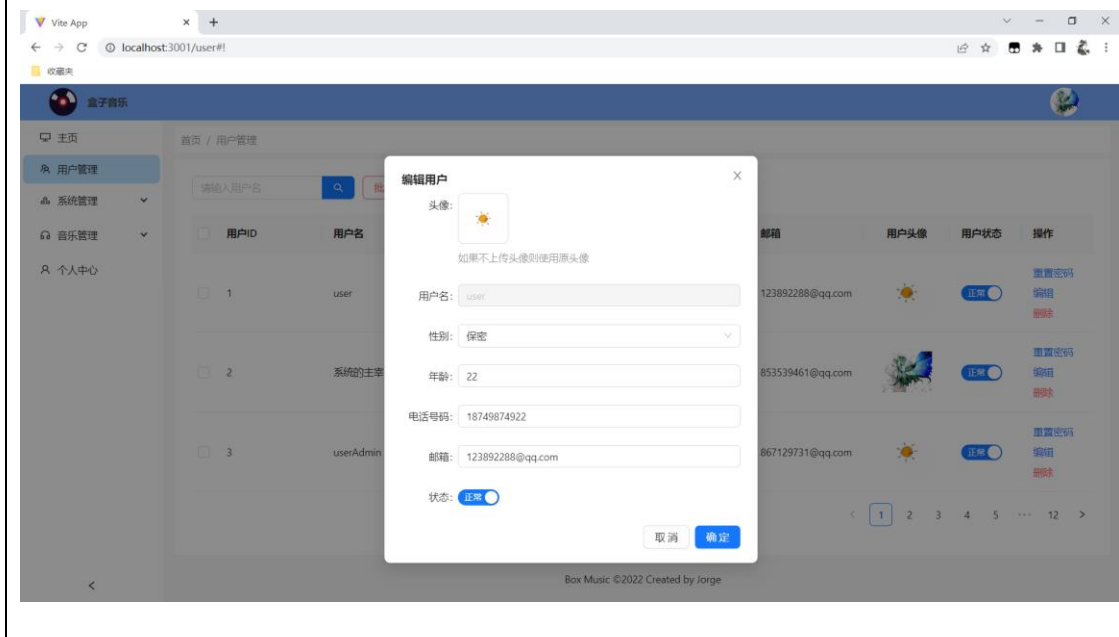 Vite App
localhost:3001/user#!
收藏夹
盒子音乐
主页
用户管理
系统管理
音乐管理
个人中心
首页 / 用户管理
请输入用户名
批
用户ID 用户名 邮箱 用户头像 用户状态 操作
1 user 123892288@qq.com 正常 重置密码
编辑
删除
2 系统的主宰 853539461@qq.com 正常 重置密码
编辑
删除
3 userAdmin 867129731@qq.com 正常 重置密码
编辑
删除
1 2 3 4 5 ··· 12
编辑用户
头像:
如果不上传头像则使用原头像
用户名: user
性别: 保密
年龄: 22
电话号码: 18749874922
邮箱: 123892288@qq.com
状态: 正常
取消 确定
Box Music ©2022 Created by Jorge